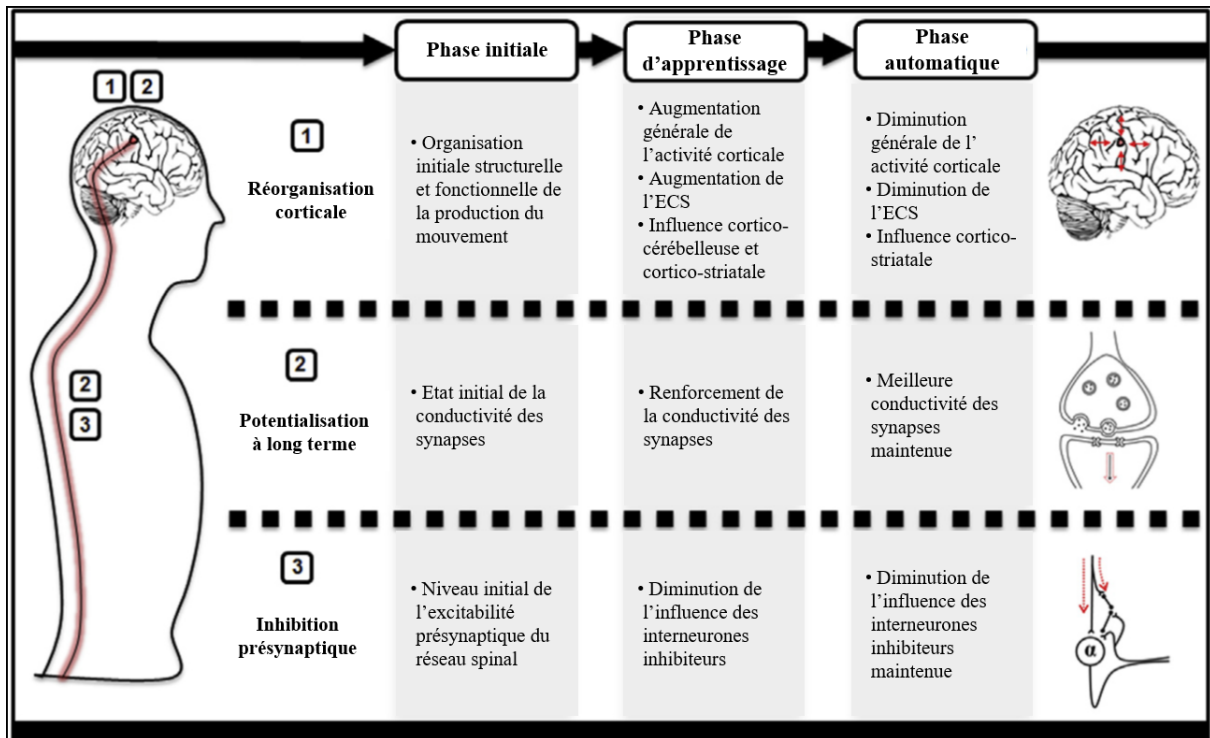 Phase initiale
Phase
d'apprentissage
Phase
automatique
1 2
1
Réorganisation
corticale
• Organisation
initiale structurelle
et fonctionnelle de
la production du
mouvement
• Augmentation
générale de
l'activité corticale
• Augmentation de
l'ECS
• Influence cortico-
cérébelleuse et
cortico-striatale
• Diminution
générale de l'
activité corticale
• Diminution de
l'ECS
• Influence cortico-
striatale
2
3
2
Potentialisation
à long terme
• Etat initial de la
conductivité des
synapses
• Renforcement de
la conductivité des
synapses
• Meilleure
conductivité des
synapses
maintenue
3
Inhibition
présynaptique
• Niveau initial de
l'excitabilité
présynaptique du
réseau spinal
• Diminution de
l'influence des
interneurones
inhibiteurs
• Diminution de
l'influence des
interneurones
inhibiteurs
maintenue
α